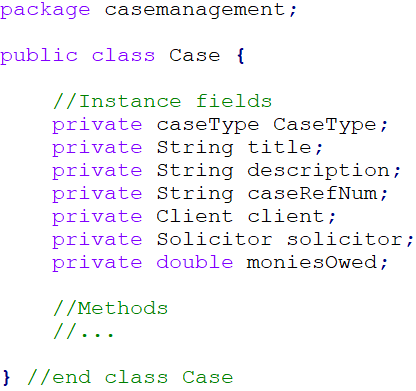 package casemanagement;
public class Case {
//Instance fields
private caseType CaseType;
private String title;
private String description;
private String caseRefNum;
private Client client;
private Solicitor solicitor;
private double moniesOwed;
//Methods
//...
} //end class Case